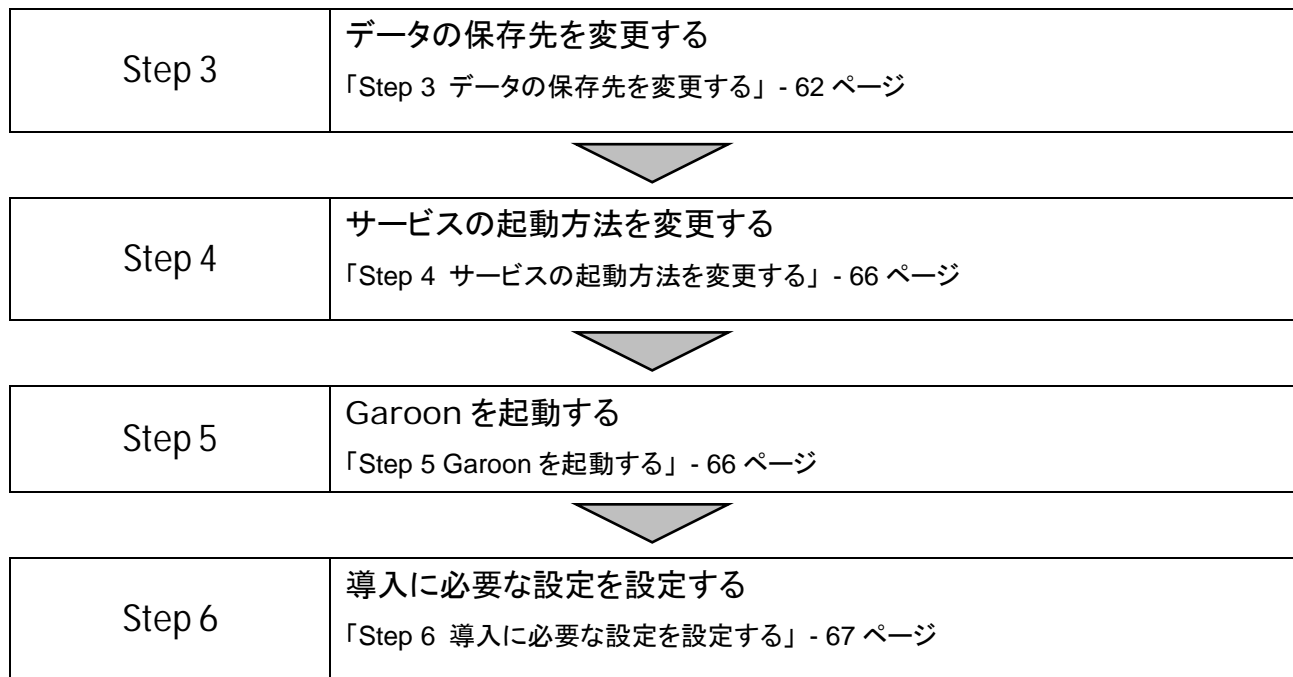 Step 3
データの保存先を変更する
「Step 3 データの保存先を変更する」 - 62 ページ
Step 4
サービスの起動方法を変更する
「Step 4 サービスの起動方法を変更する」 - 66 ページ
Step 5
Garoon を起動する
「Step 5 Garoon を起動する」 - 66 ページ
Step 6
導入に必要な設定を設定する
「Step 6 導入に必要な設定を設定する」 - 67 ページ